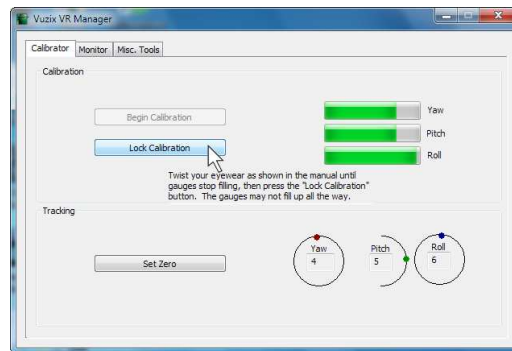 Vuzix VR Manager
Calibrator Monitor Misc. Tools
Calibration
Begin Calibration
Yaw
Pitch
Lock Calibration
Roll
Twist your eyewear as shown in the manual until
gauges stop filling, then press the "Lock Calibration"
button. The gauges may not fill up all the way.
Tracking
Yaw Pitch Roll
4 5 6
Set Zero